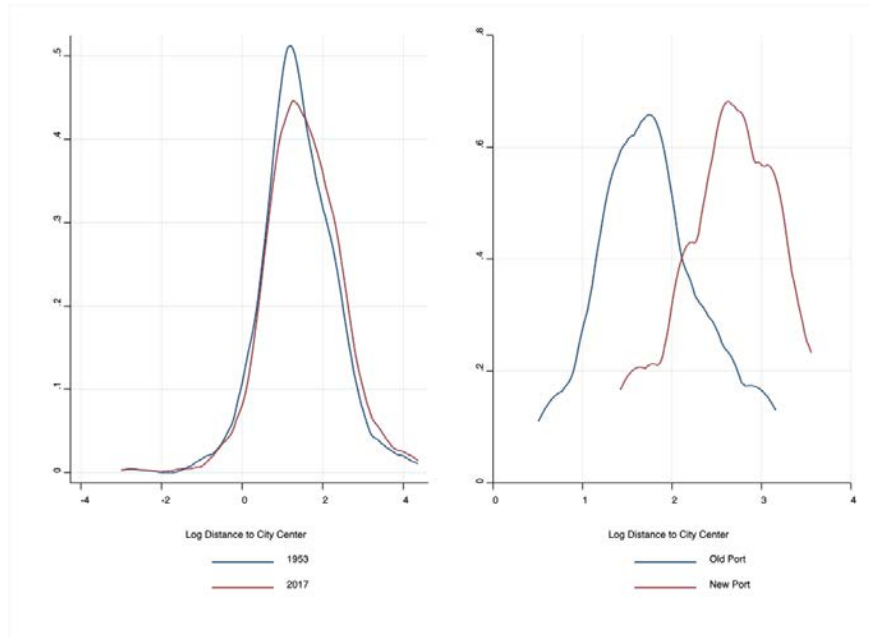 .5
.4
.3
.2
.1
0
-4 -2 0 2 4
Log Distance to City Center
1953
2017
.8
.6
.4
.2
0
0 1 2 3 4
Log Distance to City Center
Old Port
New Port